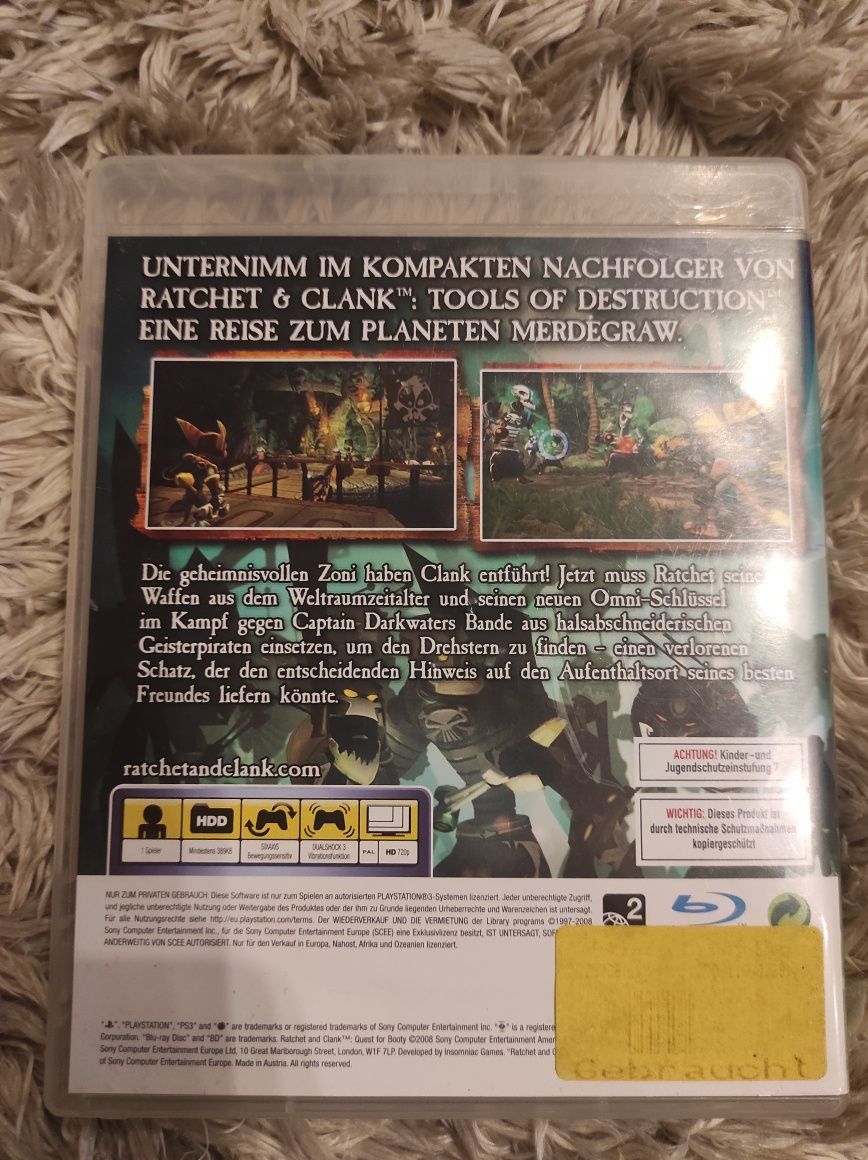 UNTERNIMM IM KOMPAKTEN NACHFOLGER VON
RATCHET & CLANK™: TOOLS OF DESTRUCTION™
EINE REISE ZUM PLANETEN MERDEGRAW.
Die geheimnisvollen Zoni haben Clank entführt! Jetzt muss Ratchet seine
Waffen aus dem Weltraumzeitalter und seinen neuen Omni-Schlüssel
im Kampf gegen Captain Darkwaters Bande aus halsabschneiderischen
Geisterpiraten einsetzen, um den Drehstern zu finden – einen verlorenen
Schatz, der den entscheidenden Hinweis auf den Aufenthaltsort seines besten
Freundes liefern könnte.
ratchetandclank.com
ACHTUNG! Kinder-und
Jugendschutzeinstufung 7
WICHTIG: Dieses Produkt ist
durch technische Schutzmaßnahmen
kopiergeschützt
HDD
1 Spieler
Mindestens 389KB
SIXAXIS
Bewegungssensitiv
DUALSHOCK 3
Vibrationsfunktion
PAL
HD 720p
NUR ZUM PRIVATEN GEBRAUCH: Diese Software ist nur zum Spielen an autorisierten PLAYSTATION®3-Systemen lizenziert. Jeder unberechtigte Zugriff,
und jegliche unberechtigte Nutzung oder Weitergabe des Produktes oder der ihm zu Grunde liegenden Urheberrechte und Warenzeichen ist untersagt.
Für alle Nutzungsrechte siehe http://eu.playstation.com/terms. Der WIEDERVERKAUF UND DIE VERMIETUNG
der Library programs ©1997-2008
Sony Computer Entertainment Inc., für die Sony Computer Entertainment Europe (SCEE) eine Exklusivlizenz besitzt, IST UNTERSAGT,
ANDERWEITIG VON SCEE AUTORISIERT. Nur für den Verkauf in Europa, Nahost, Afrika und Ozeanien lizenziert.
2
"PLAYSTATION", "PS3" and are trademarks or registered trademarks of Sony Computer Entertainment Inc. is a
Corporation. "Blu-ray Disc" and "BD" are trademarks. Ratchet and Clank™: Quest for Booty ©2008 Sony Computer Entertainment
Sony Computer Entertainment Europe Ltd, 10 Great Marlborough Street, London, W1F 7LP. Developed by Insomniac Games. "Ratchet and
of Sony Computer Entertainment Europe. Made in Austria. All rights reserved.
Gebraucht